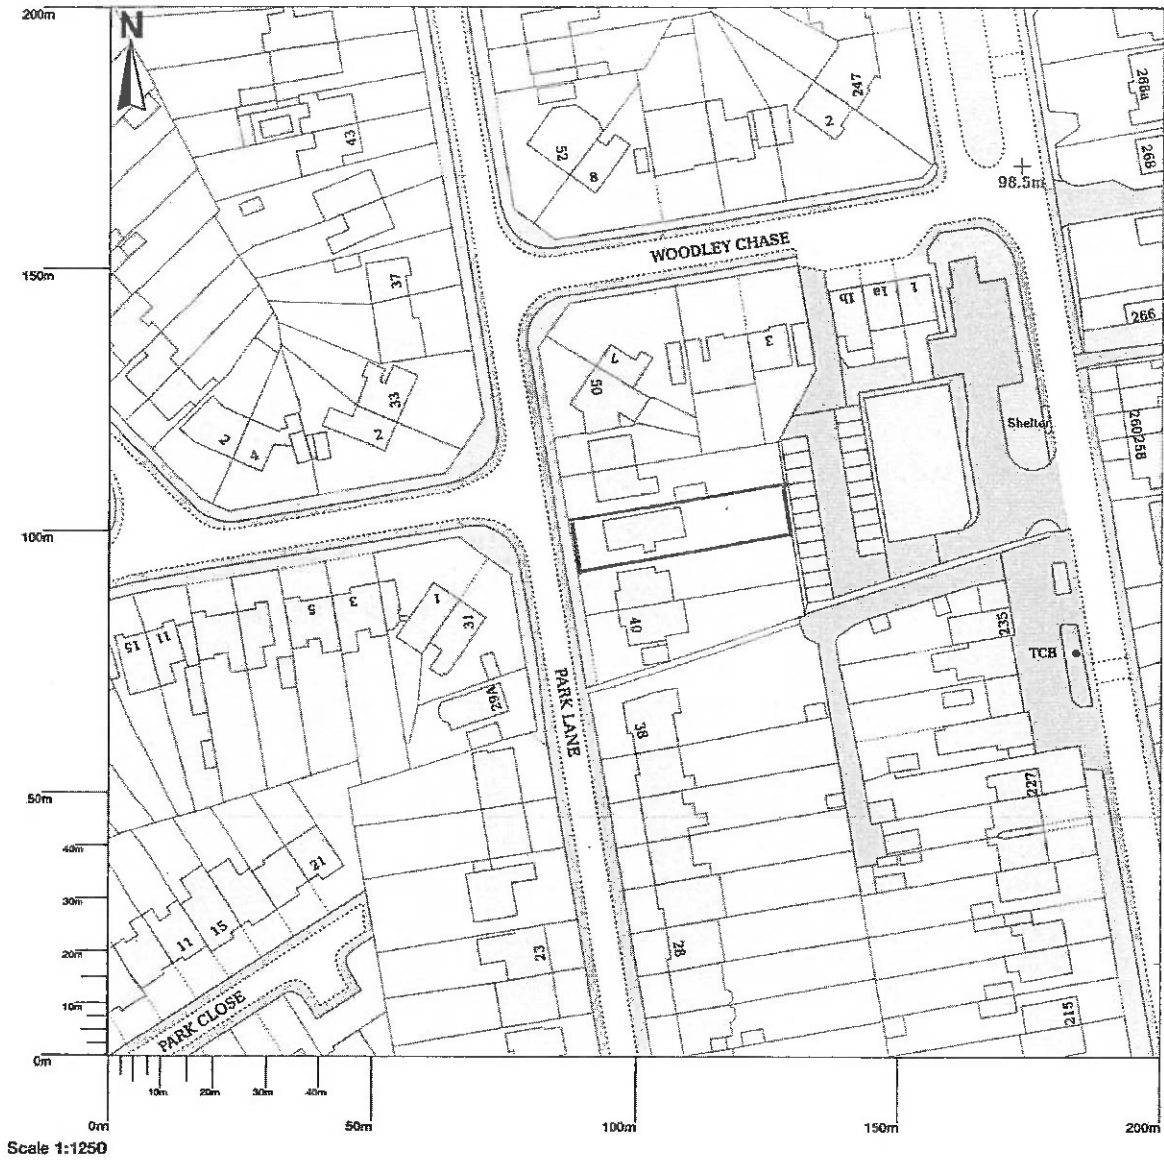 200m
N
43
52
8
2
247
268a
268
98.5m
WOODLEY CHASE
150m
37
1b
1a
1
266
3
7
50
33
2
2
4
Shelter
260
258
100m
15
11
5
3
1
31
40
235
TCB
29A
PARK LANE
38
50m
227
40m
21
30m
11
15
20m
23
28
10m
PARK CLOSE
215
0m
10m
20m
30m
40m
0m
50m
100m
150m
200m
Scale 1:1250